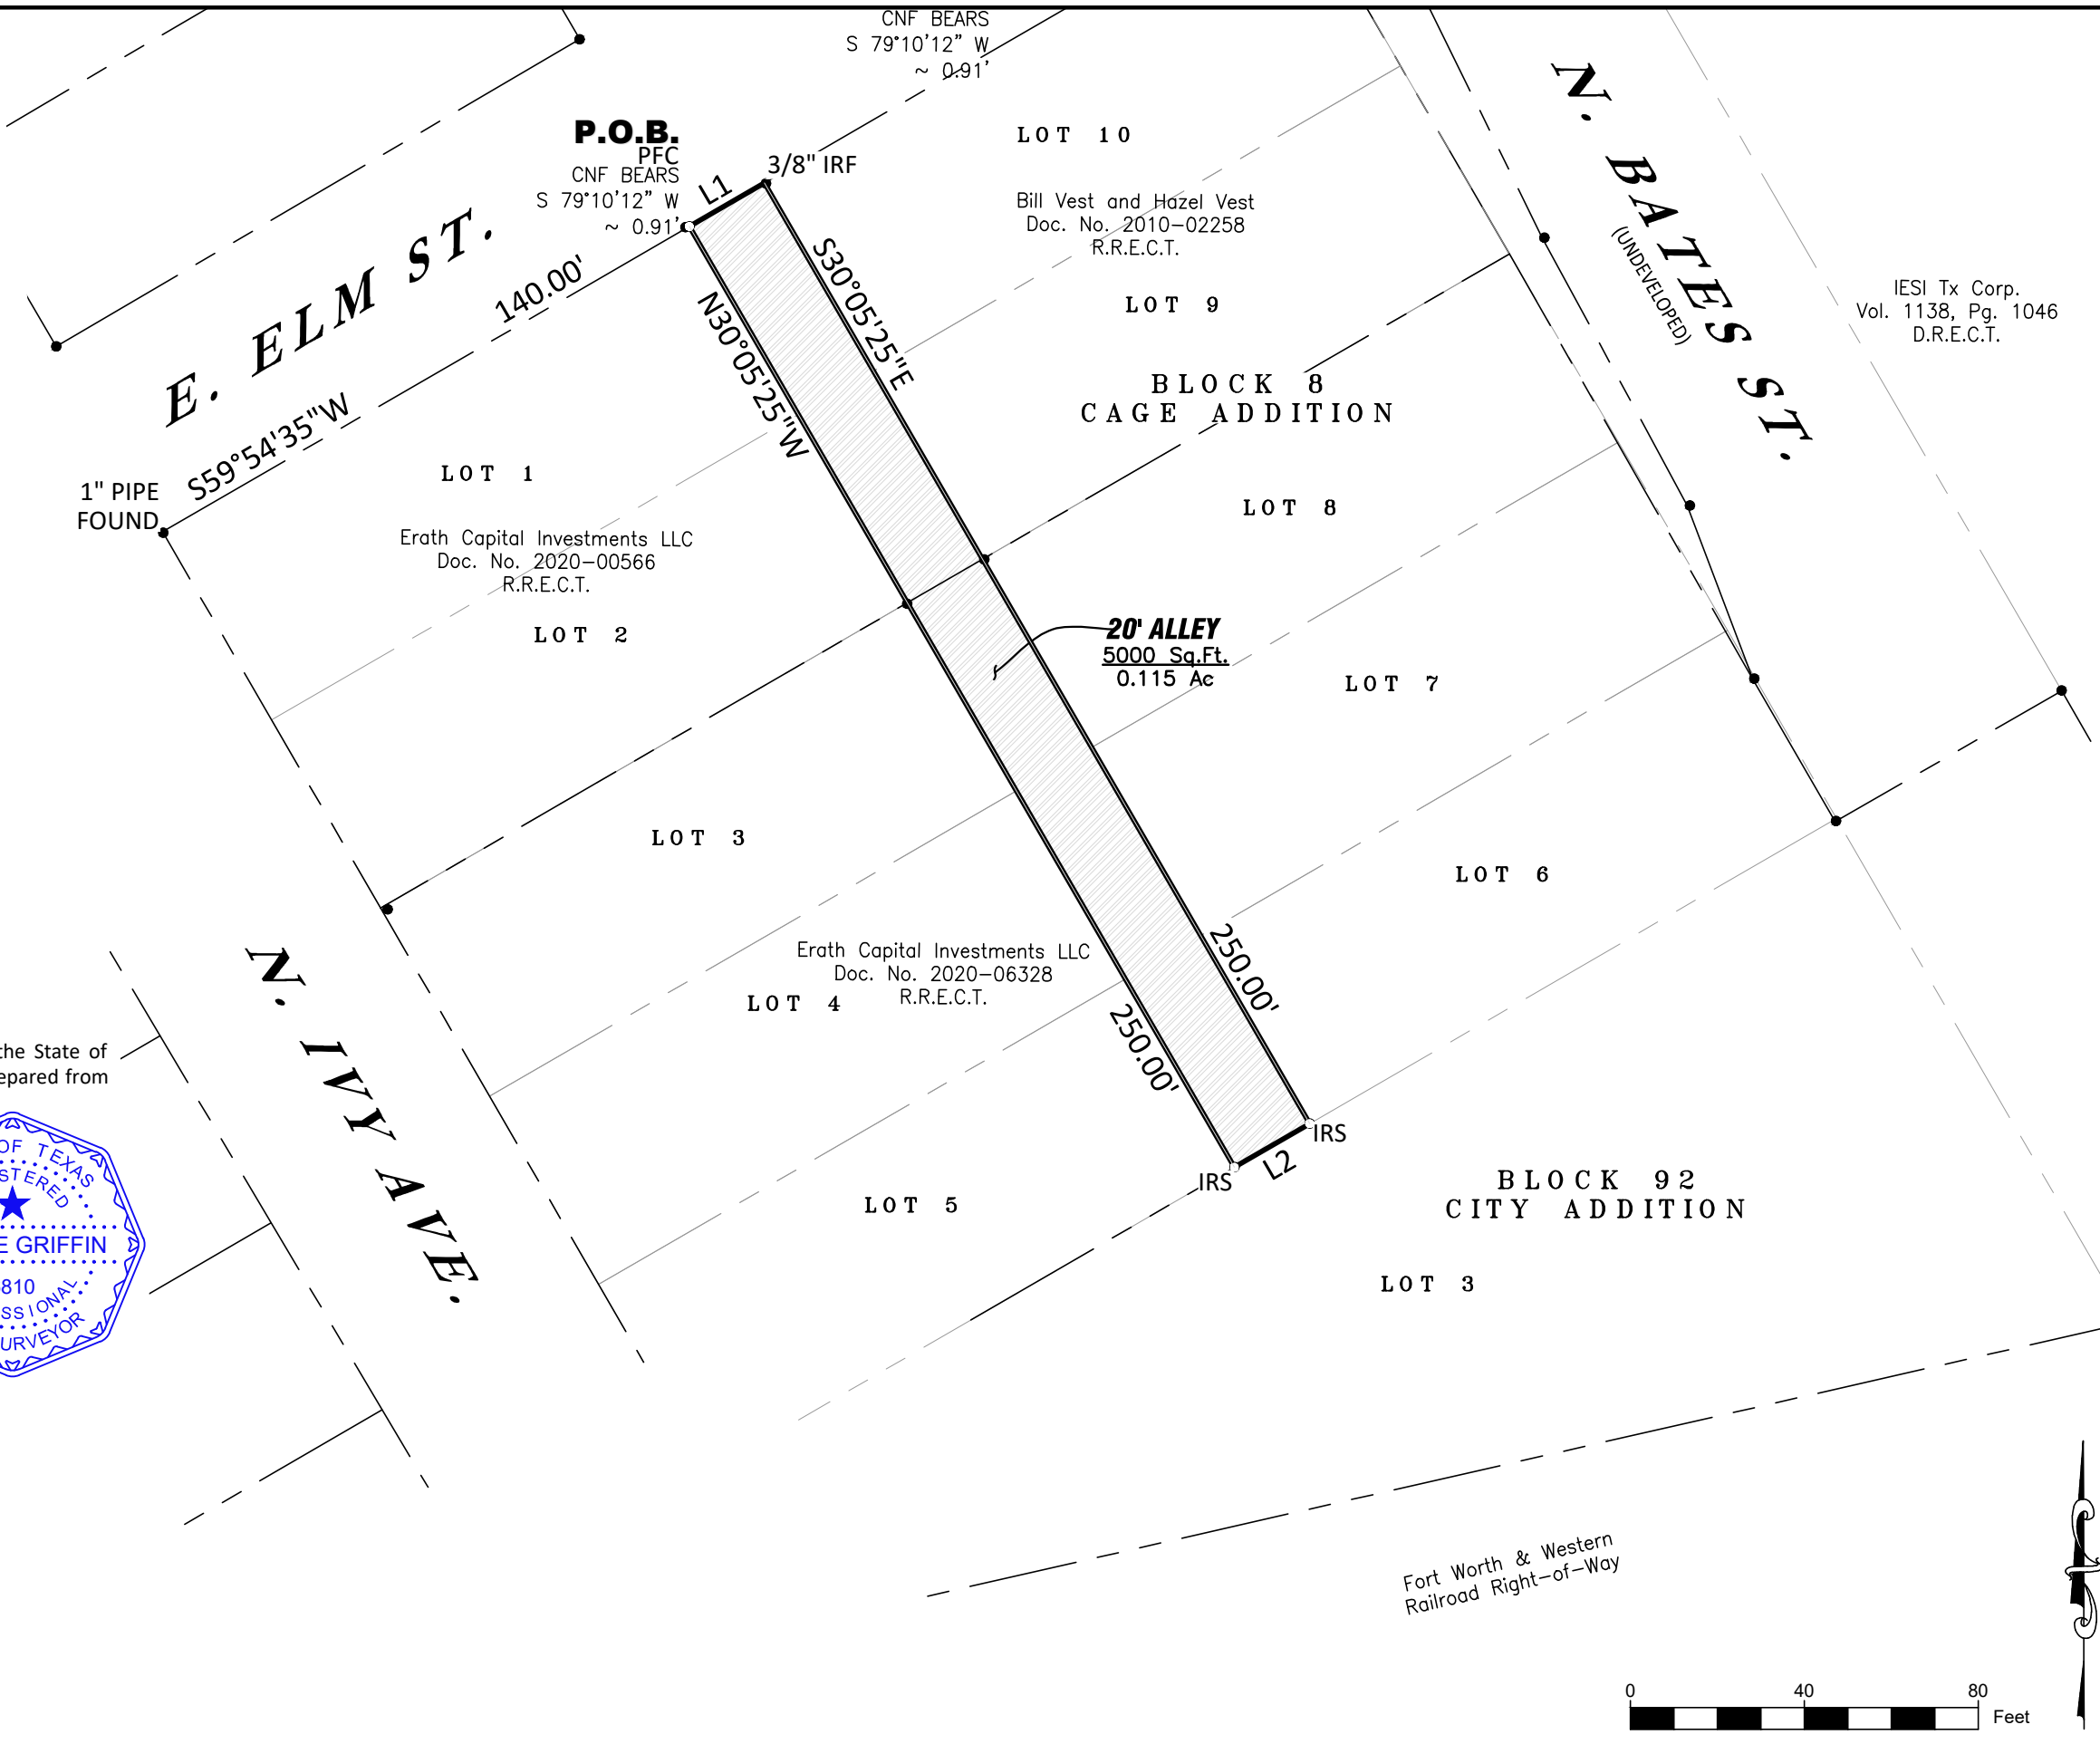 CNF BEARS
S 79°10'12" W
~ 0.91'
P.O.B.
PFC
CNF BEARS
S 79°10'12" W
~ 0.91'
L1
3/8" IRF
LOT 10
Bill Vest and Hazel Vest
Doc. No. 2010-02258
R.R.E.C.T.
LOT 9
N. BATES ST.
(UNDEVELOPED)
IESI Tx Corp.
Vol. 1138, Pg. 1046
D.R.E.C.T.
E. ELM ST.
140.00'
S59°54'35"W
S30°05'25"E
N30°05'25"W
BLOCK 8
CAGE ADDITION
1" PIPE
FOUND
LOT 1
Erath Capital Investments LLC
Doc. No. 2020-00566
R.R.E.C.T.
LOT 2
LOT 8
20' ALLEY
5000 Sq.Ft.
0.115 Ac
LOT 7
LOT 3
LOT 6
Erath Capital Investments LLC
Doc. No. 2020-06328
R.R.E.C.T.
LOT 4
250.00'
250.00'
N. IVY AVE.
the State of
epared from
IRS
IRS
L2
LOT 5
BLOCK 92
CITY ADDITION
LOT 3
OF TEXAS
STERED
E GRIFFIN
810
SSIONAL
URVEYOR
Fort Worth & Western
Railroad Right-of-Way
0 40 80
Feet